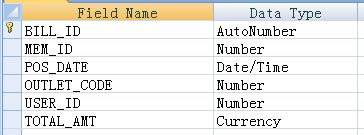 Field Name Data Type
BILL_ID AutoNumber
MEM_ID Number
POS_DATE Date/Time
OUTLET_CODE Number
USER_ID Number
TOTAL_AMT Currency